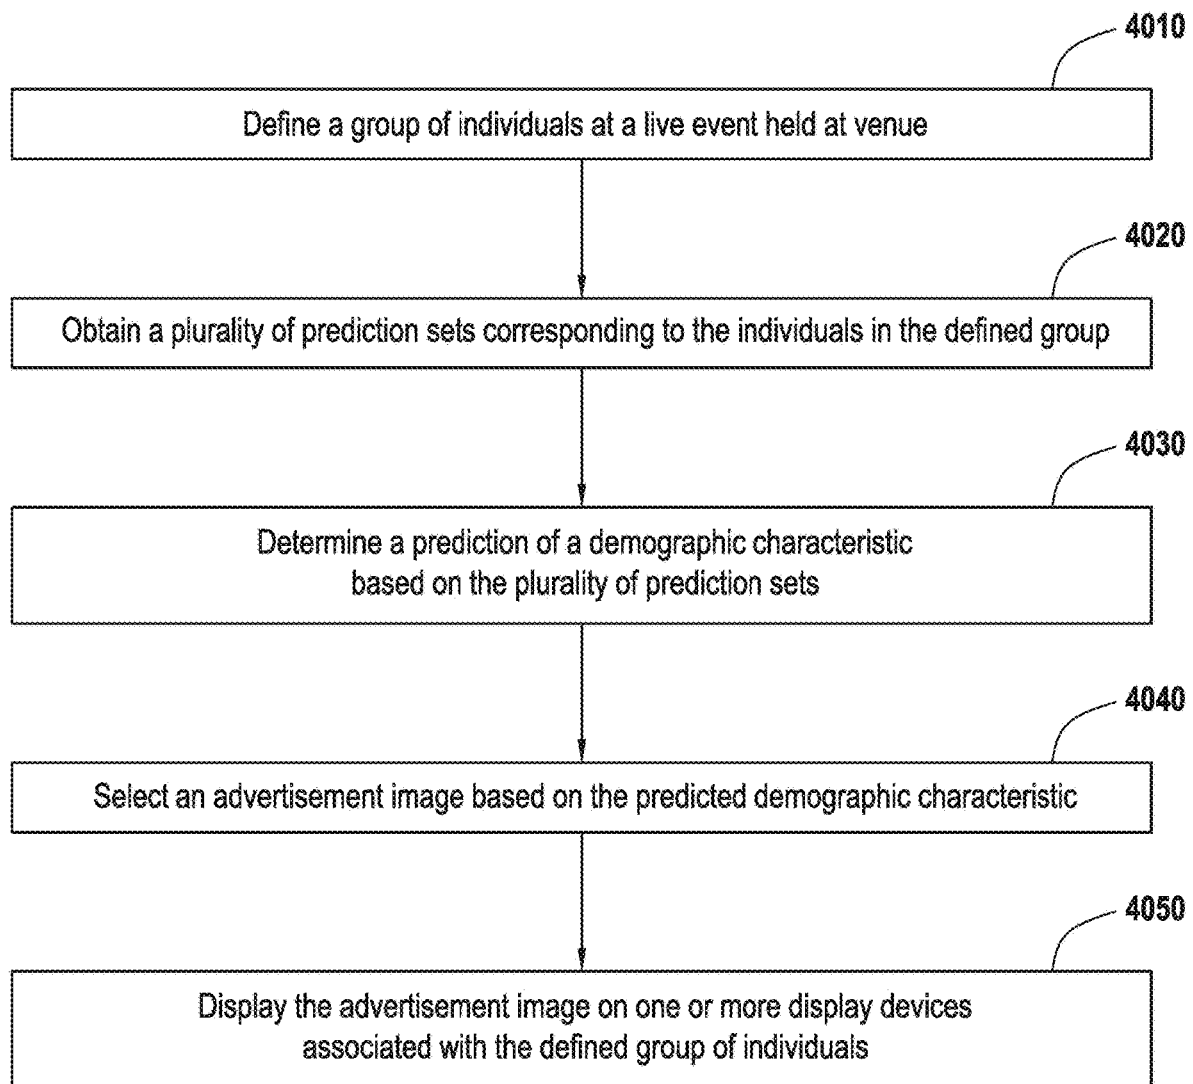 4010
Define a group of individuals at a live event held at venue
4020
Obtain a plurality of prediction sets corresponding to the individuals in the defined group
4030
Determine a prediction of a demographic characteristic
based on the plurality of prediction sets
4040
Select an advertisement image based on the predicted demographic characteristic
4050
Display the advertisement image on one or more display devices
associated with the defined group of individuals